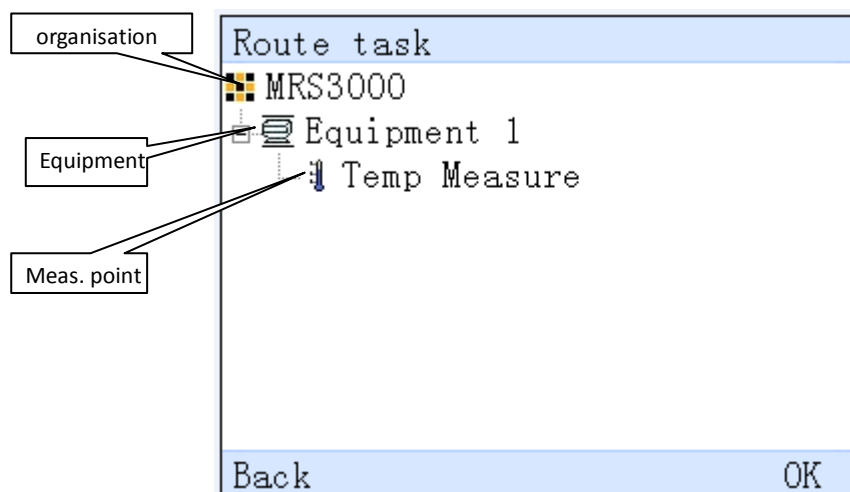 organisation
Route task
MRS3000
Equipment 1
Equipment
Temp Measure
Meas. point
Back OK